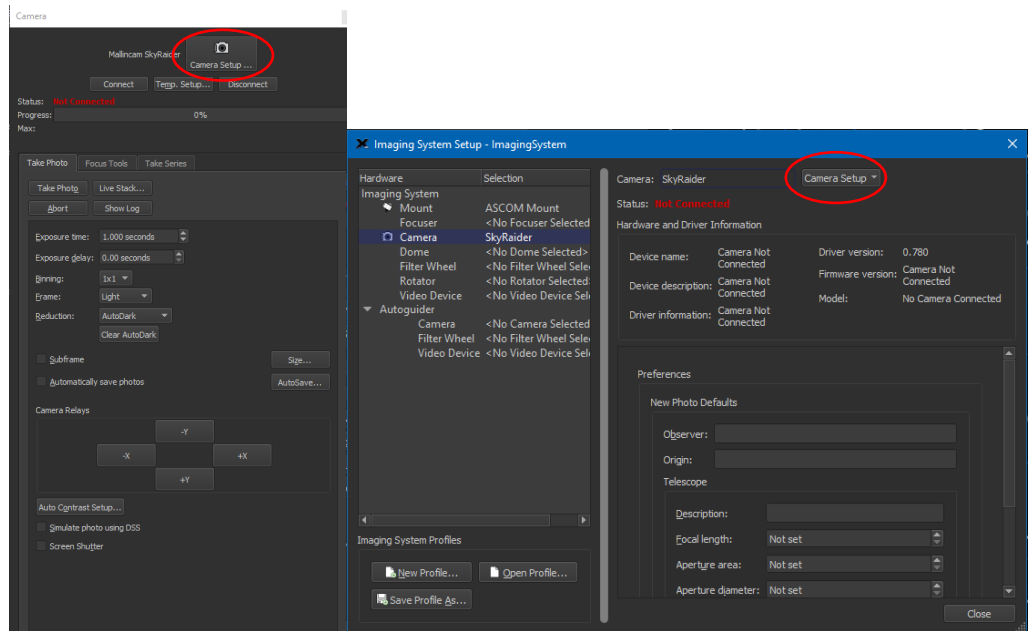 Camera
Mallincam SkyRaider
Camera Setup ...
Connect Temp. Setup... Disconnect
Status: Not Connected
Progress: 0%
Max:
Take Photo Focus Tools Take Series
Take Photo Live Stack...
Abort Show Log
Exposure time: 1.000 seconds
Exposure delay: 0.00 seconds
Binning: 1x1
Frame: Light
Reduction: AutoDark
Clear AutoDark
Subframe Size...
Automatically save photos AutoSave...
Camera Relays
-Y
-X +X
+Y
Auto Contrast Setup...
Simulate photo using DSS
Screen Shutter
Imaging System Setup - ImagingSystem
Hardware Selection
Imaging System
Mount ASCOM Mount
Focuser <No Focuser Selected
Camera SkyRaider
Dome <No Dome Selected>
Filter Wheel <No Filter Wheel Sele
Rotator <No Rotator Selected>
Video Device <No Video Device Sel
Autoguider
Camera <No Camera Selected
Filter Wheel <No Filter Wheel Sele
Video Device <No Video Device Sel
Imaging System Profiles
New Profile... Open Profile...
Save Profile As...
Camera: SkyRaider Camera Setup
Status: Not Connected
Hardware and Driver Information
Device name: Camera Not Connected
Device description: Camera Not Connected
Driver information: Camera Not Connected
Driver version: 0.780
Firmware version: Camera Not Connected
Model: No Camera Connected
Preferences
New Photo Defaults
Observer:
Origin:
Telescope
Description:
Focal length: Not set
Aperture area: Not set
Aperture diameter: Not set
Close